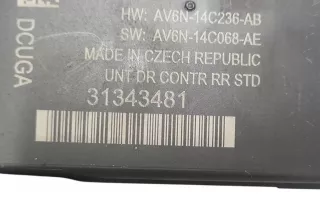 DCUGA
HW: AV6N-14C236-AB
SW: AV6N-14C068-AE
MADE IN CZECH REPUBLIC
UNT DR CONTR RR STD
31343481